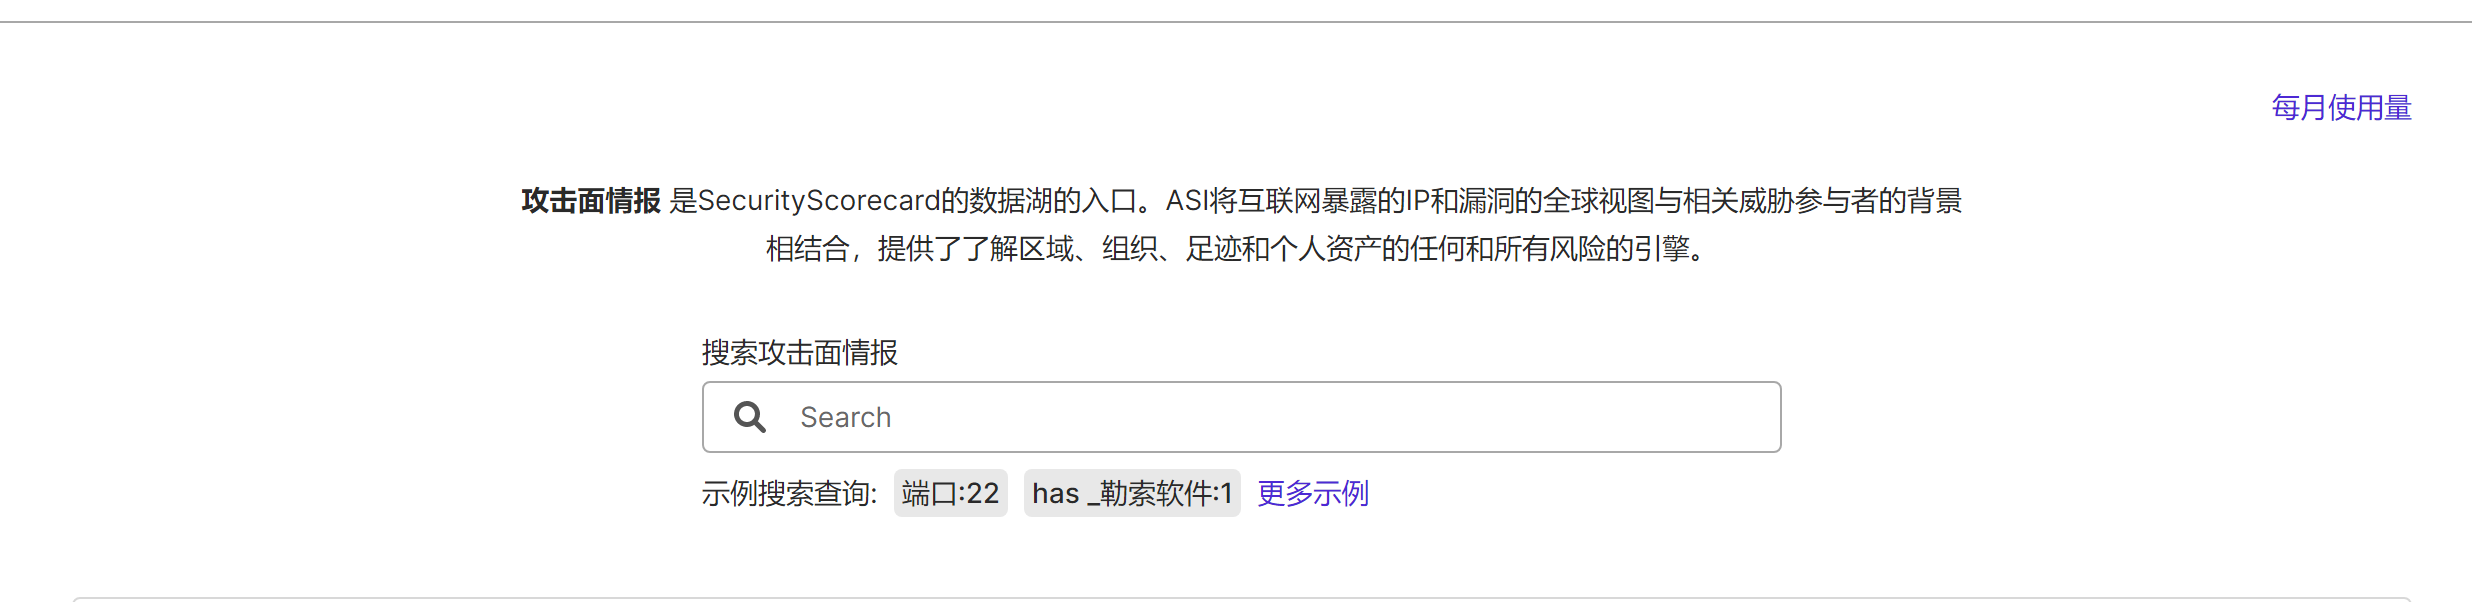 每月使用量
攻击面情报 是SecurityScorecard的数据湖的入口。ASI将互联网暴露的IP和漏洞的全球视图与相关威胁参与者的背景
相结合，提供了了解区域、组织、足迹和个人资产的任何和所有风险的引擎。
搜索攻击面情报
Search
示例搜索查询: 端口:22 has _勒索软件:1 更多示例